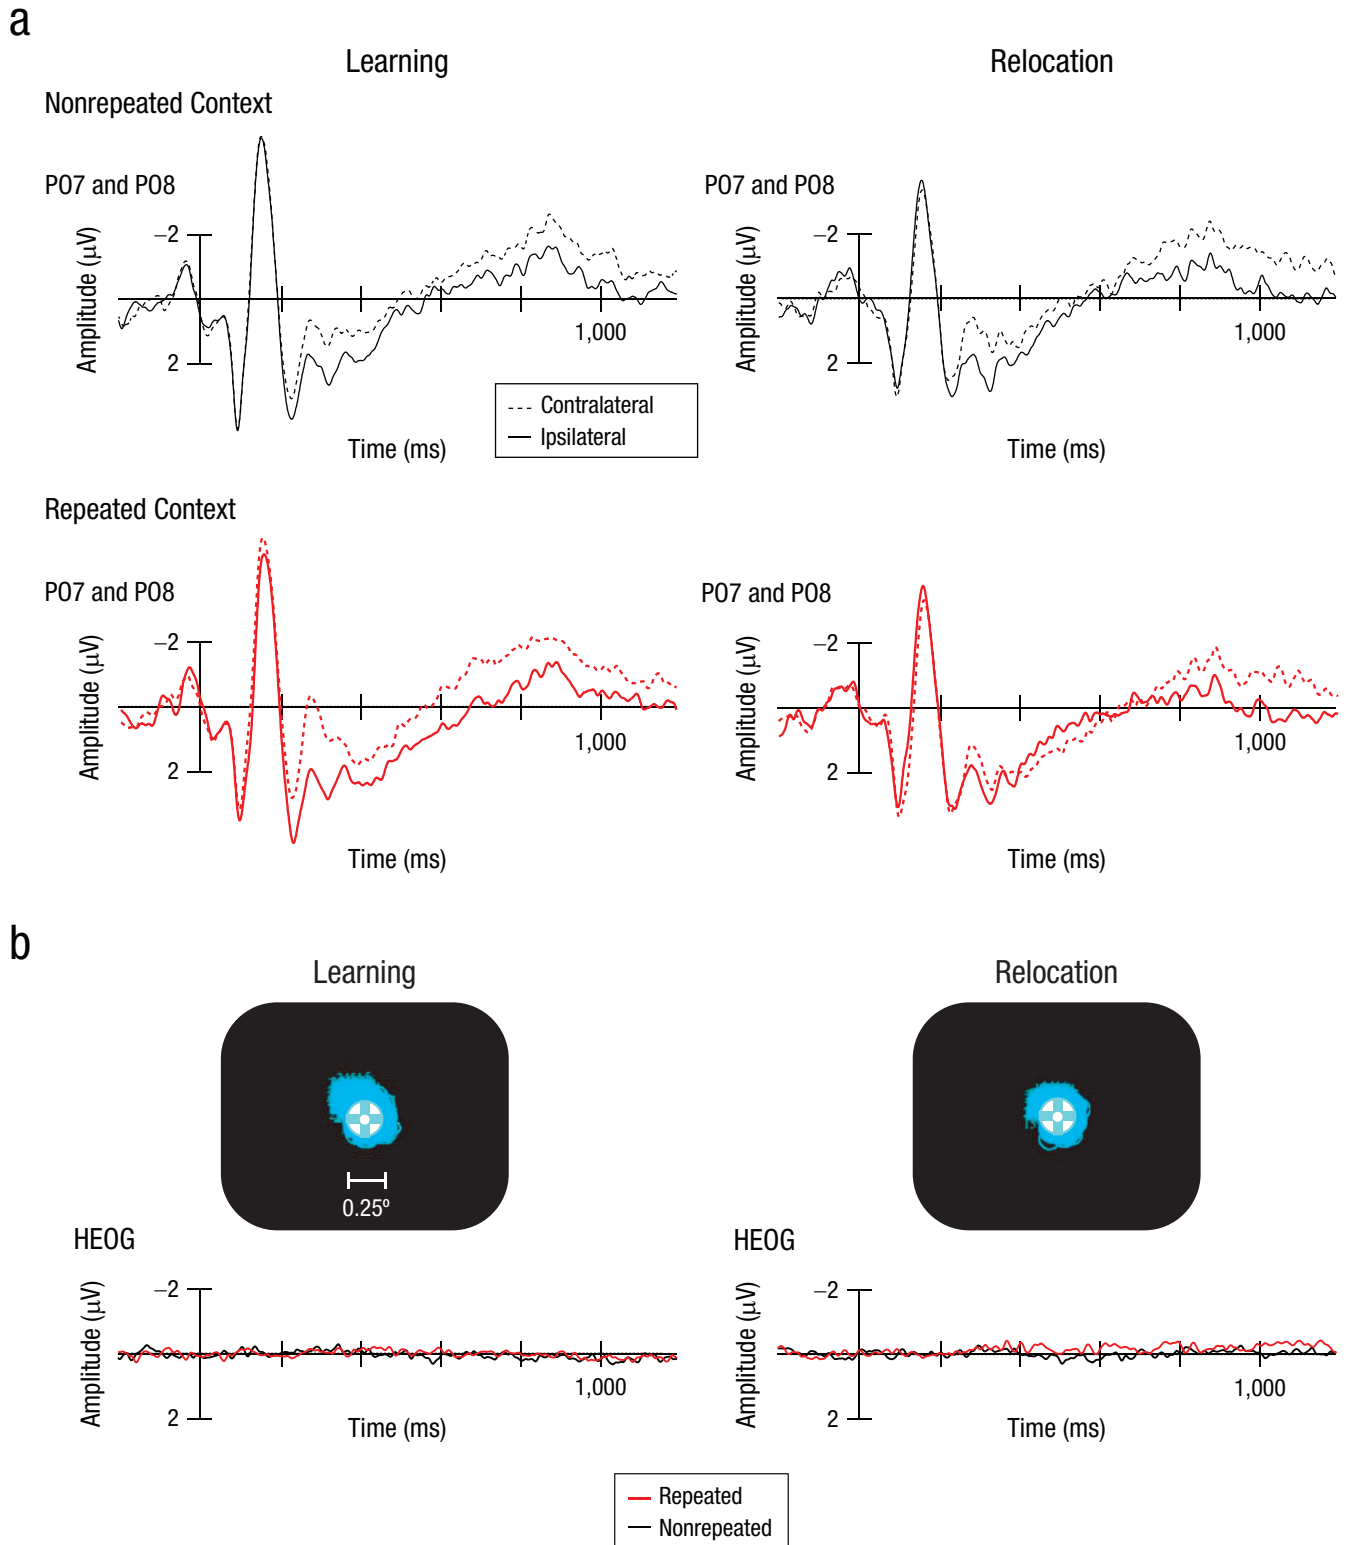 a
Learning
Relocation
Nonrepeated Context
PO7 and PO8
PO7 and PO8
Amplitude (μV)
–2
2
1,000
Time (ms)
Amplitude (μV)
–2
2
1,000
Time (ms)
Contralateral
Ipsilateral
Repeated Context
PO7 and PO8
PO7 and PO8
Amplitude (μV)
–2
2
1,000
Time (ms)
Amplitude (μV)
–2
2
1,000
Time (ms)
b
Learning
Relocation
0.25º
HEOG
HEOG
Amplitude (μV)
–2
2
1,000
Time (ms)
Amplitude (μV)
–2
2
1,000
Time (ms)
Repeated
Nonrepeated